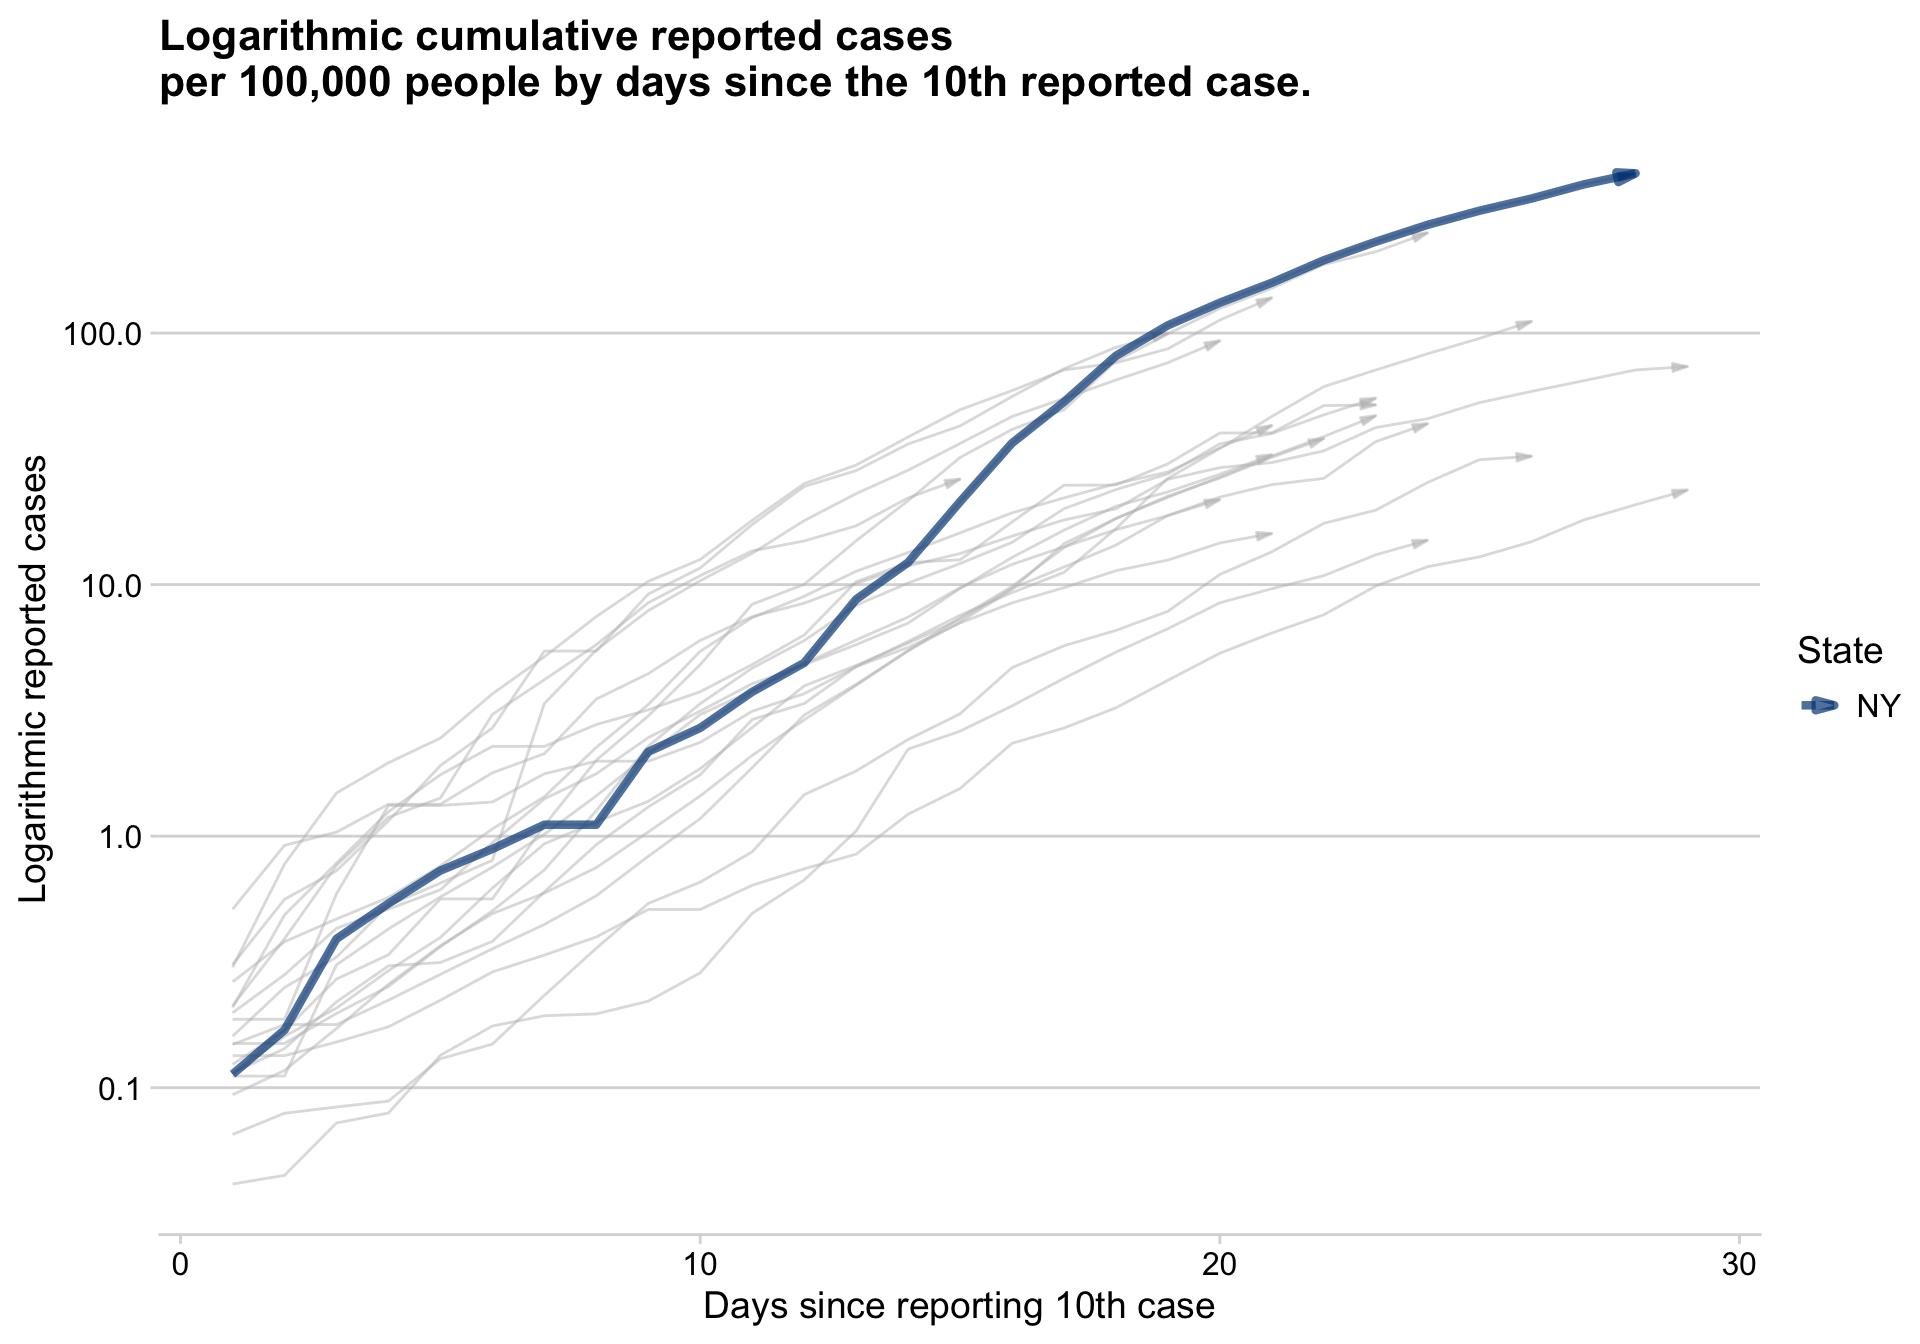 Logarithmic cumulative reported cases
per 100,000 people by days since the 10th reported case.
Logarithmic reported cases
100.0
10.0
1.0
0.1
0
10
20
30
Days since reporting 10th case
State
NY